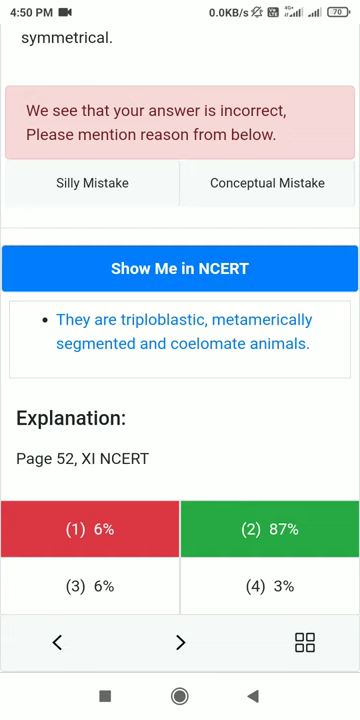 4:50 PM
0.0KB/s
4G+
70
symmetrical.
We see that your answer is incorrect,
Please mention reason from below.
Silly Mistake
Conceptual Mistake
Show Me in NCERT
• They are triploblastic, metamerically
segmented and coelomate animals.
Explanation:
Page 52, XI NCERT
(1) 6%
(2) 87%
(3) 6%
(4) 3%